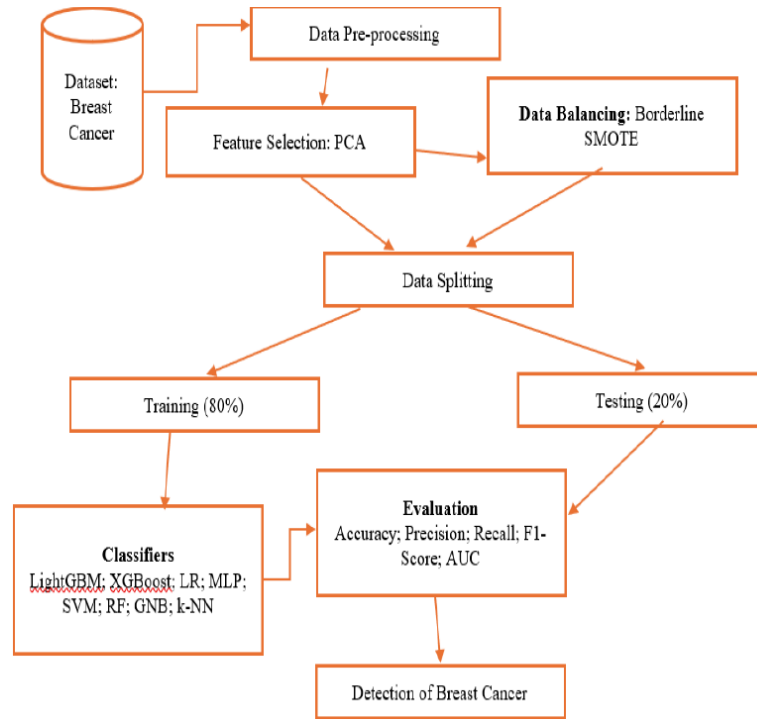 Data Pre-processing
Dataset:
Breast
Cancer
Feature Selection: PCA
Data Balancing: Borderline
SMOTE
Data Splitting
Training (80%)
Testing (20%)
Classifiers
LightGBM; XGBoost; LR; MLP;
SVM; RF; GNB; k-NN
Evaluation
Accuracy; Precision; Recall; F1-
Score; AUC
Detection of Breast Cancer